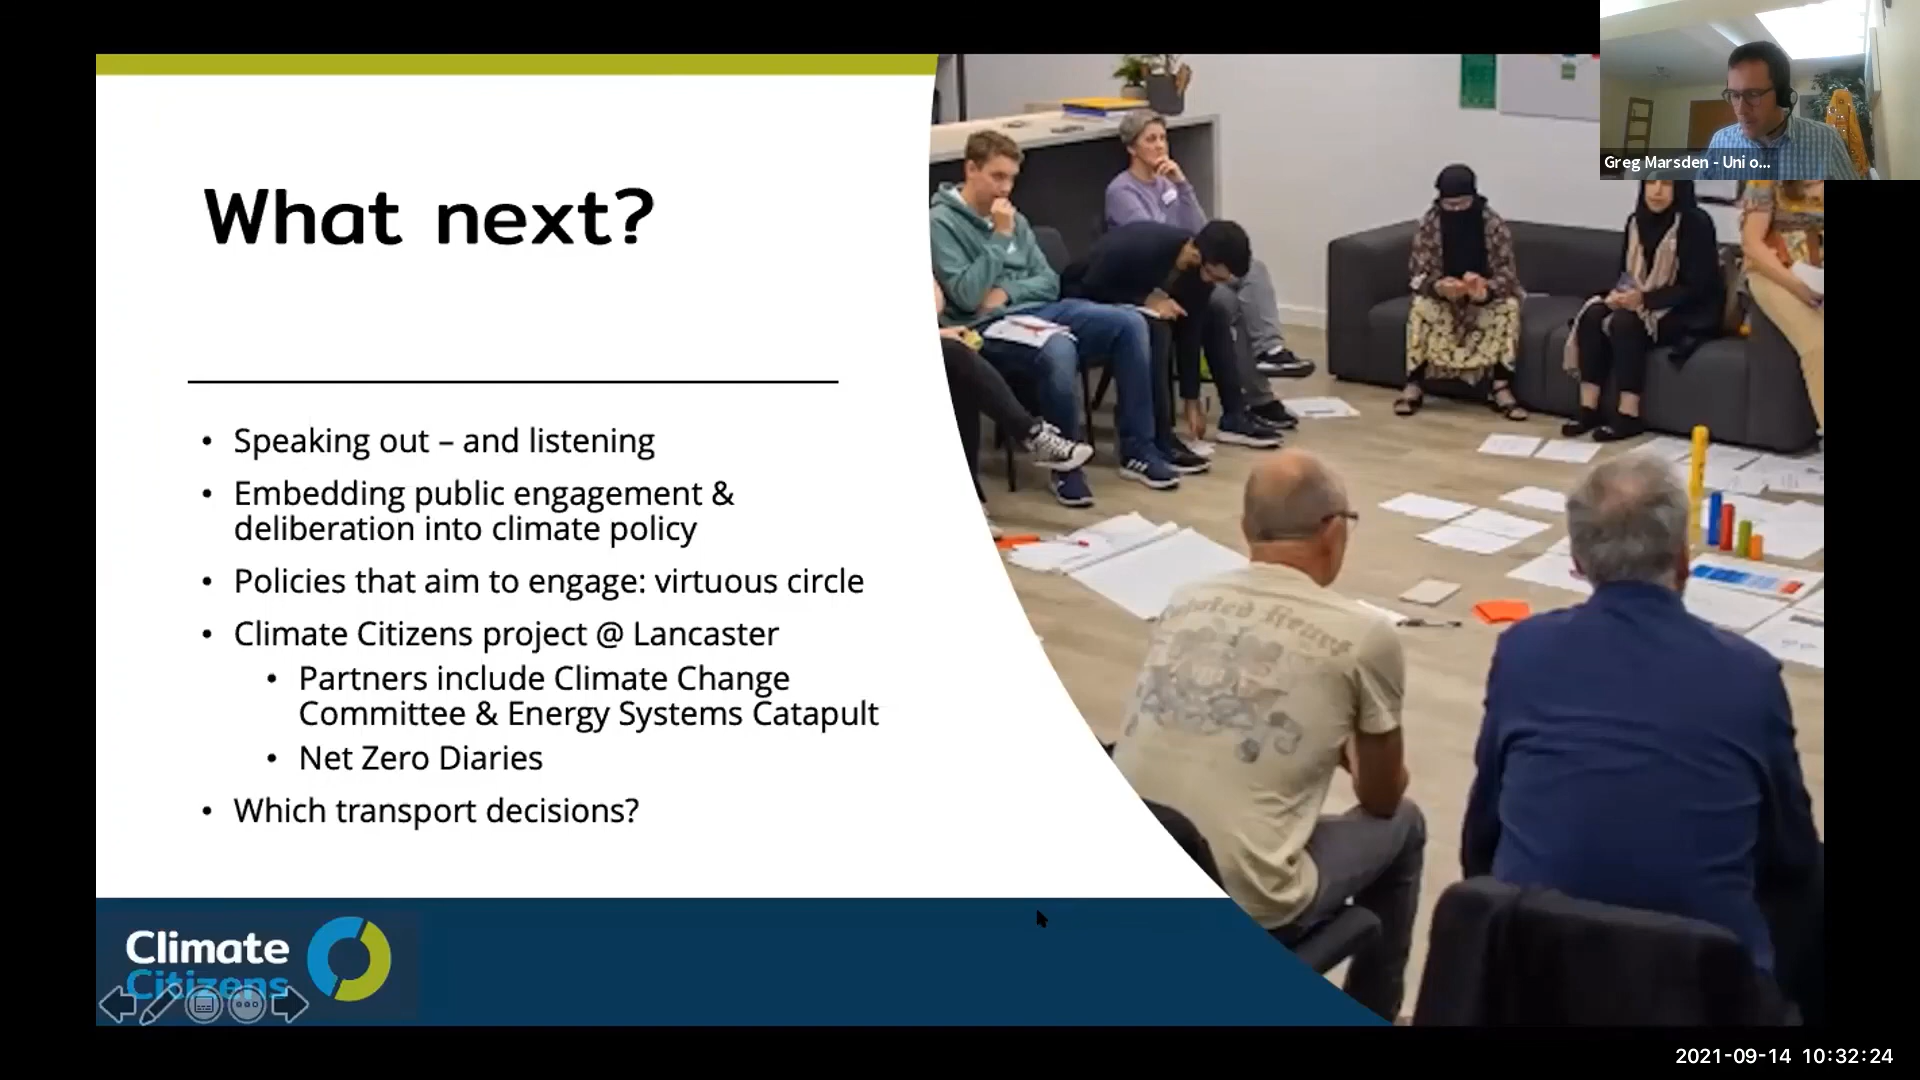 Greg Marsden - Uni o...
What next?
• Speaking out – and listening
• Embedding public engagement &
deliberation into climate policy
• Policies that aim to engage: virtuous circle
• Climate Citizens project @ Lancaster
• Partners include Climate Change
Committee & Energy Systems Catapult
• Net Zero Diaries
• Which transport decisions?
Climate
Citizens
2021-09-14 10:32:24